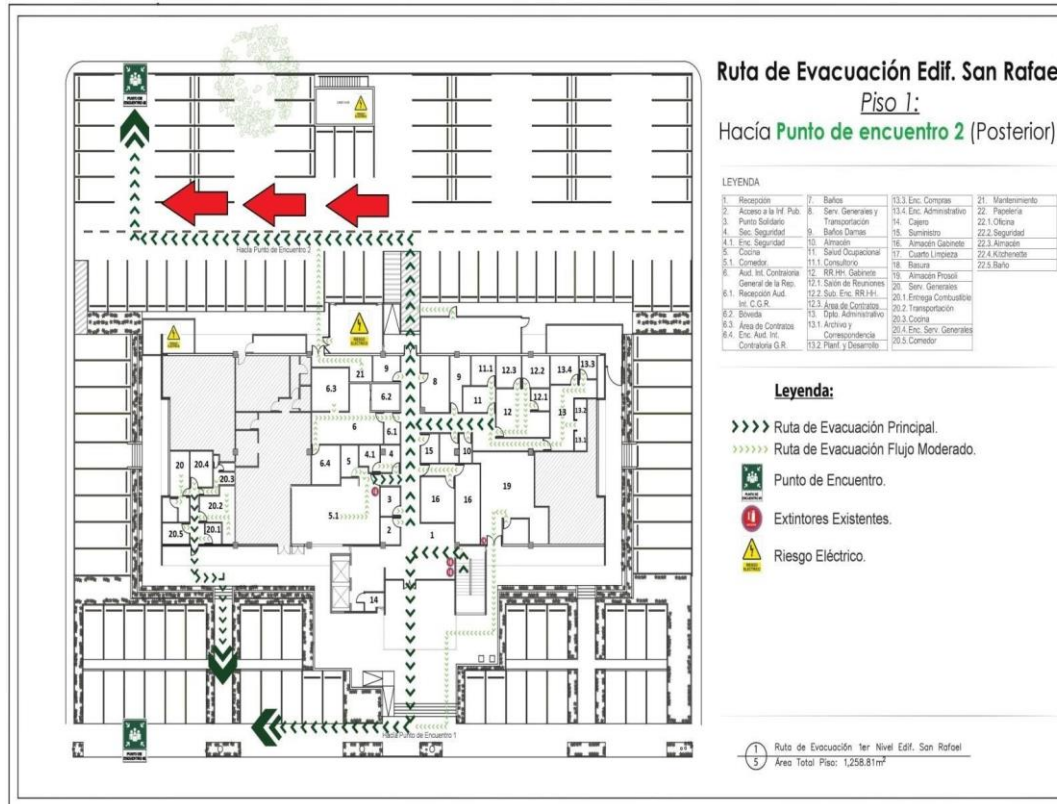 Ruta de Evacuación Edif. San Rafael
Piso 1:
Hacía Punto de encuentro 2 (Posterior)
LEYENDA
1. Recepción
2. Acceso a la Inf. Pub.
3. Punto Solidario
4. Sec. Seguridad
4.1. Enc. Seguridad
5. Cocina
5.1. Comedor.
6. Aud. Int. Contraloria
General de la Rep.
6.1. Recepción Aud.
Int. C.G.R.
6.2. Bóveda
6.3. Área de Contratos
6.4. Enc. Aud. Int.
Contraloria G.R.
7. Baños
8. Serv. Generales y
Transportación
9. Baños Damas
10. Almacén
11. Salud Ocupacional
11.1. Consultorio
12. RR.HH. Gabinete
12.1. Salón de Reuniones
12.2. Sub. Enc. RR.HH.
12.3. Área de Contratos
13. Dpto. Administrativo
13.1. Archivo y
Correspondencia
13.2 Planf. y Desarrollo
13.3. Enc. Compras
13.4. Enc. Administrativo
14. Cajero
15. Suministro
16. Almacén Gabinete
17. Cuarto Limpieza
18. Basura
19. Almacén Prosoli
20. Serv. Generales
20.1. Entrega Combustible
20.2. Transportación
20.3. Cocina
20.4. Enc. Serv. Generales
20.5. Comedor
21. Mantenimiento
22. Papelería
22.1. Oficina
22.2. Seguridad
22.3. Almacén
22.4. Kitchenette
22.5. Baño
Leyenda:
Ruta de Evacuación Principal.
Ruta de Evacuación Flujo Moderado.
Punto de Encuentro.
Extintores Existentes.
Riesgo Eléctrico.
PUNTO DE
ENCUENTRO
Hacía Punto de Encuentro 2
RIESGO
ELÉCTRICO
21
9
6.3
6.2
6
6.1
6.4
5
4.1
4
5.1
3
2
1
8
9
11.1
12.3
12.2
13.4
13.3
11
12.1
12
13
13.2
13.1
15
10
16
16
19
20
20.4
20.3
20.2
20.5
20.1
14
Hacía Punto de Encuentro 1
PUNTO DE
ENCUENTRO
1
5
Ruta de Evacuación 1er Nivel Edif. San Rafael
Área Total Piso: 1,258.81m²